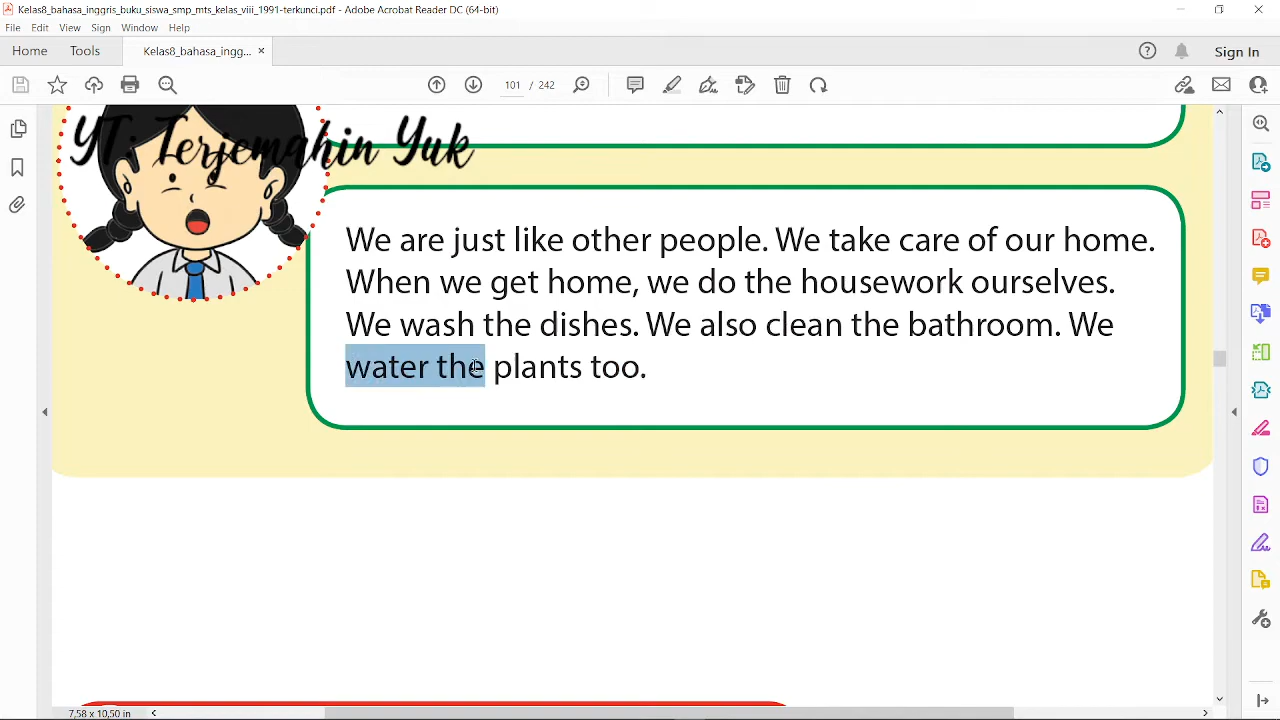 Kelas8_bahasa_inggris_buku_siswa_smp_mts_kelas_viii_1991-terkunci.pdf - Adobe Acrobat Reader DC (64-bit)
File Edit View Sign Window Help
Home Tools Kelas8_bahasa_ingg... × Sign In
101 / 242
YT: Terjemahin Yuk
We are just like other people. We take care of our home.
When we get home, we do the housework ourselves.
We wash the dishes. We also clean the bathroom. We
water the plants too.
7,58 x 10,50 in